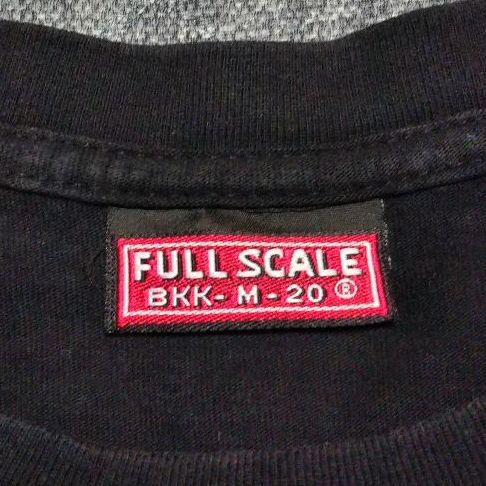 FULL SCALE
BKK- M - 20 ®